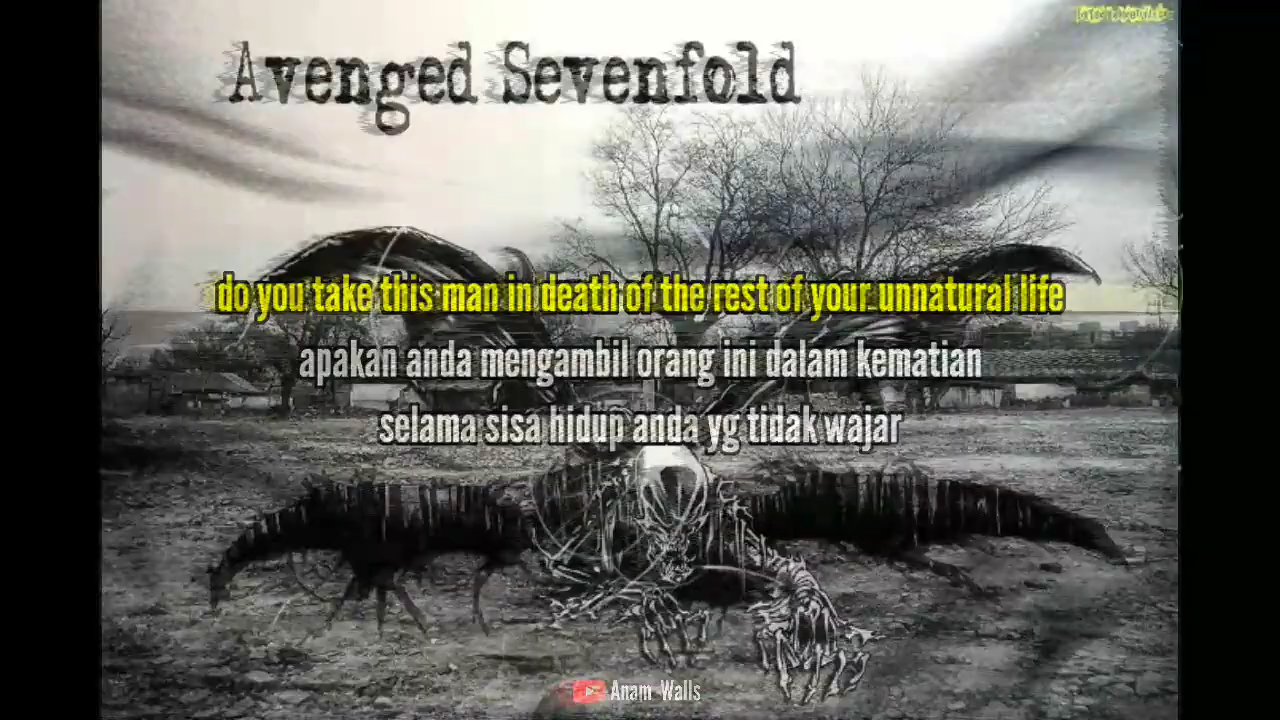 Avenged Sevenfold
do you take this man in death of the rest of your unnatural life
apakan anda mengambil orang ini dalam kematian
selama sisa hidup anda yg tidak wajar
Anam Walls